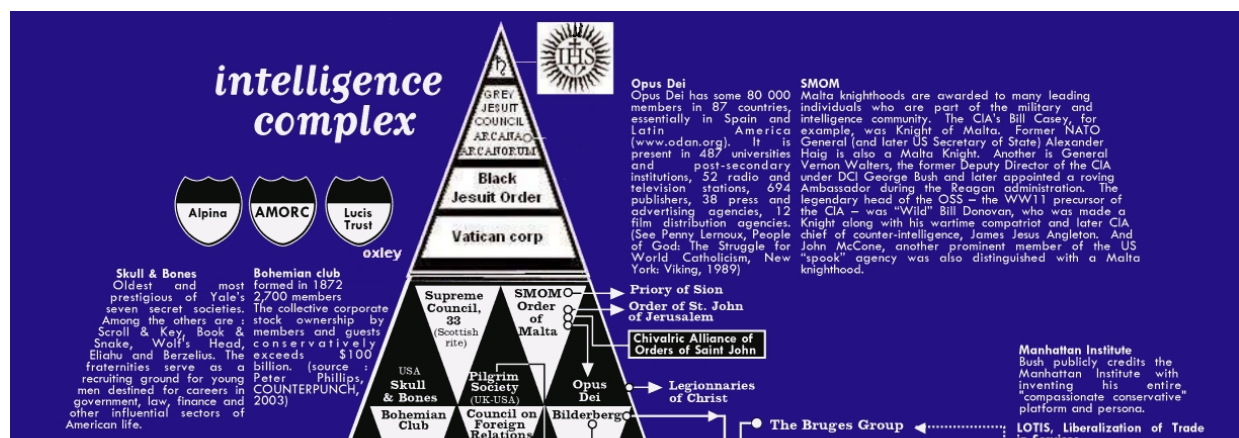 intelligence
complex
♄
IHS
GREY
JESUIT
COUNCIL
ARCANA
ARCANORUM
Black
Jesuit Order
Vatican corp
Alpina
AMORC
Lucis
Trust
oxley
Opus Dei
Opus Dei has some 80 000
members in 87 countries,
essentially in Spain and
Latin America
(www.odan.org). It is
present in 487 universities
and post-secondary
institutions, 52 radio and
television stations, 694
publishers, 38 press and
advertising agencies, 12
film distribution agencies.
(See Penny Lernoux, People
of God: The Struggle for
World Catholicism, New
York: Viking, 1989)
SMOM
Malta knighthoods are awarded to many leading
individuals who are part of the military and
intelligence community. The CIA's Bill Casey, for
example, was Knight of Malta. Former NATO
General (and later US Secretary of State) Alexander
Haig is also a Malta Knight. Another is General
Vernon Walters, the former Deputy Director of the CIA
under DCI George Bush and later appointed a roving
Ambassador during the Reagan administration. The
legendary head of the OSS – the WW11 precursor of
the CIA – was "Wild" Bill Donovan, who was made a
Knight along with his wartime compatriot and later CIA
chief of counter-intelligence, James Jesus Angleton. And
John McCone, another prominent member of the US
"spook" agency was also distinguished with a Malta
knighthood.
Skull & Bones
Oldest and most
prestigious of Yale's
seven secret societies.
Among the others are :
Scroll & Key, Book &
Snake, Wolf's Head,
Eliahu and Berzelius. The
fraternities serve as a
recruiting ground for young
men destined for careers in
government, law, finance and
other influential sectors of
American life.
Bohemian club
formed in 1872
2,700 members
The collective corporate
stock ownership by
members and guests
conservatively
exceeds $100
billion. (source :
Peter Phillips,
COUNTERPUNCH,
2003)
Supreme
Council,
33
(Scottish
rite)
SMOM
Order
of
Malta
Priory of Sion
Order of St. John
of Jerusalem
Chivalric Alliance of
Orders of Saint John
USA
Skull
& Bones
Pilgrim
Society
(UK-USA)
Opus
Dei
Legionnaries
of Christ
Bohemian
Club
Council on
Foreign
Relations
Bilderberg
The Bruges Group
Manhattan Institute
Bush publicly credits the
Manhattan Institute with
inventing his entire
"compassionate conservative"
platform and persona.
LOTIS, Liberalization of Trade
in Services